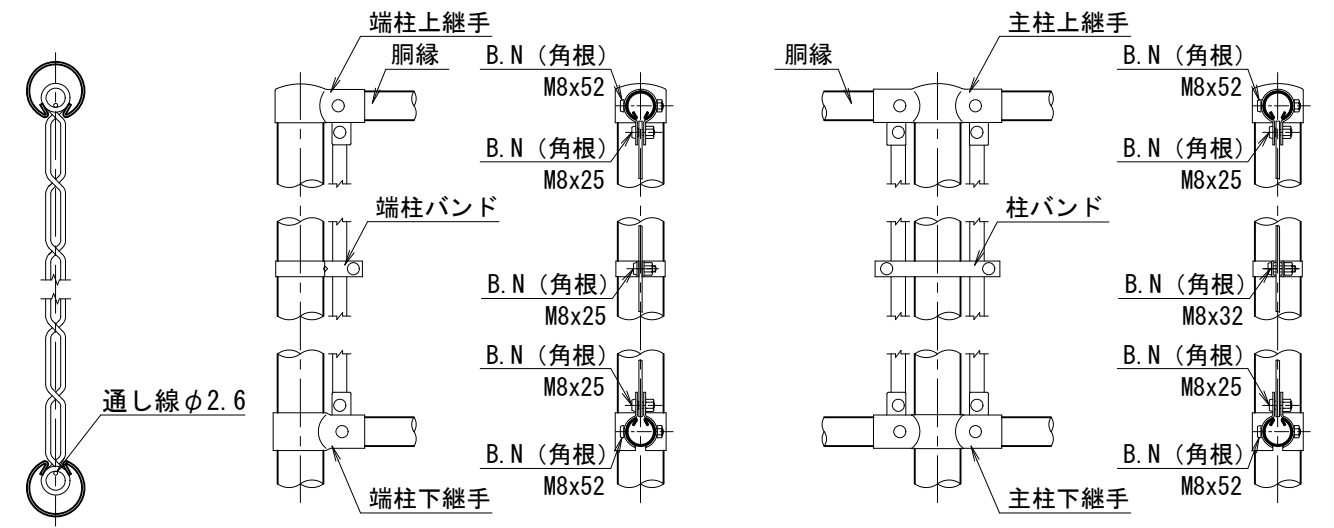 端柱上継手
胴縁
B.N（角根）
M8x52
B.N（角根）
M8x25
端柱バンド
B.N（角根）
M8x25
B.N（角根）
M8x25
通し線φ2.6
B.N（角根）
M8x52
端柱下継手
主柱上継手
胴縁
B.N（角根）
M8x52
B.N（角根）
M8x25
柱バンド
B.N（角根）
M8x32
B.N（角根）
M8x25
B.N（角根）
M8x52
主柱下継手